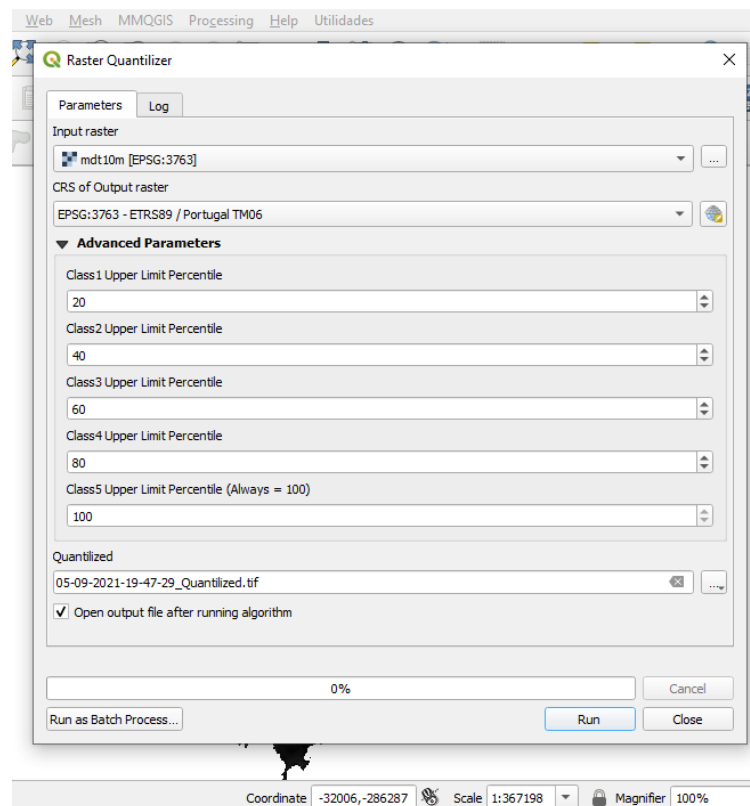 Web Mesh MMQGIS Processing Help Utilidades
Raster Quantilizer
Parameters Log
Input raster
mdt10m [EPSG:3763]
...
CRS of Output raster
EPSG:3763 - ETRS89 / Portugal TM06
Advanced Parameters
Class1 Upper Limit Percentile
20
Class2 Upper Limit Percentile
40
Class3 Upper Limit Percentile
60
Class4 Upper Limit Percentile
80
Class5 Upper Limit Percentile (Always = 100)
100
Quantilized
05-09-2021-19-47-29_Quantilized.tif
...
Open output file after running algorithm
0% Cancel
Run as Batch Process... Run Close
Coordinate -32006,-286287 Scale 1:367198 Magnifier 100%